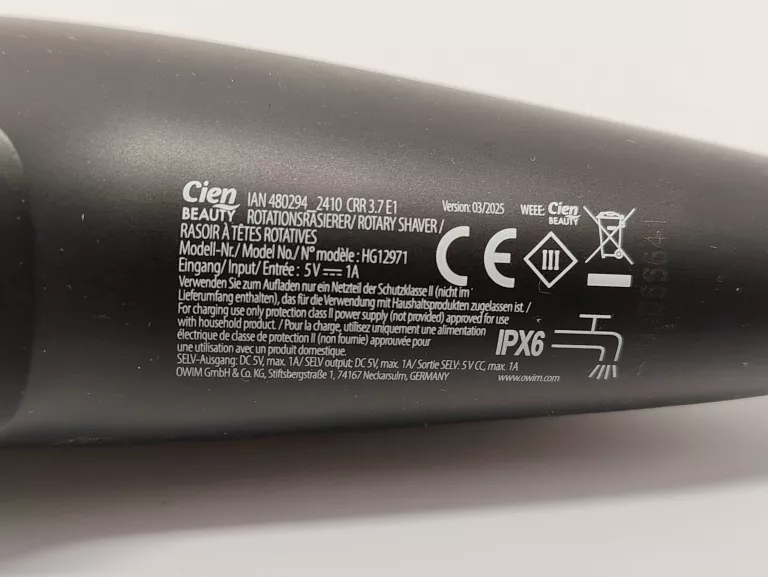 Cien BEAUTY
IAN 480294_2410 CRR 3.7 E1
ROTATIONSRASIERER/ ROTARY SHAVER /
RASOIR À TÊTES ROTATIVES
Modell-Nr./ Model No./ N° modèle : HG12971
Eingang/ Input/ Entrée : 5 V⎓ 1A
Verwenden Sie zum Aufladen nur ein Netzteil der Schutzklasse II (nicht im
Lieferumfang enthalten), das für die Verwendung mit Haushaltsprodukten zugelassen ist. /
For charging use only protection class II power supply (not provided) approved for use
with household product. / Pour la charge, utilisez uniquement une alimentation
électrique de classe de protection II (non fournie) approuvée pour
une utilisation avec un produit domestique.
SELV-Ausgang: DC 5V, max. 1A/ SELV output: DC 5V, max. 1A/ Sortie SELV: 5 V CC, max. 1A
OWIM GmbH & Co. KG, Stiftsbergstraße 1, 74167 Neckarsulm, GERMANY
Version: 03/2025
WEEE: Cien BEAUTY
CE
III
IPX6
www.owim.com